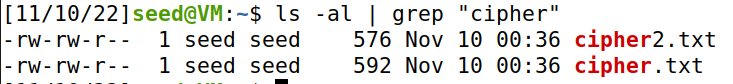 [11/10/22]seed@VM:~$ ls -al | grep "cipher"
-rw-rw-r--  1 seed seed    576 Nov 10 00:36 cipher2.txt
-rw-rw-r--  1 seed seed    592 Nov 10 00:36 cipher.txt